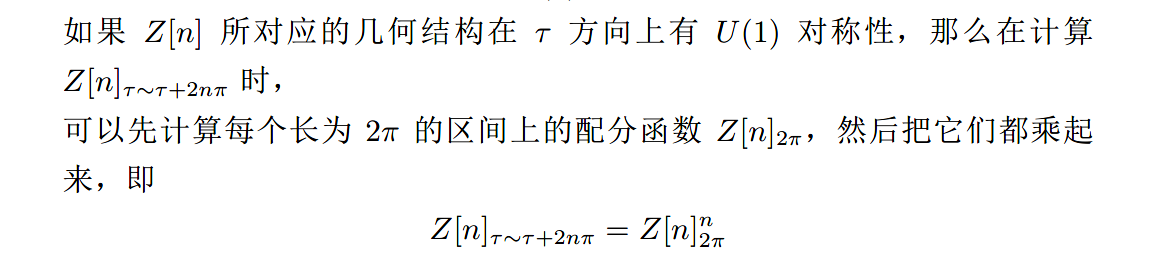 如果 Z[n] 所对应的几何结构在 τ 方向上有 U(1) 对称性，那么在计算
Z[n]_{τ∼τ+2nπ} 时，
可以先计算每个长为 2π 的区间上的配分函数 Z[n]_{2π}，然后把它们都乘起
来，即
Z[n]_{τ∼τ+2nπ} = Z[n]_{2π}^{n}